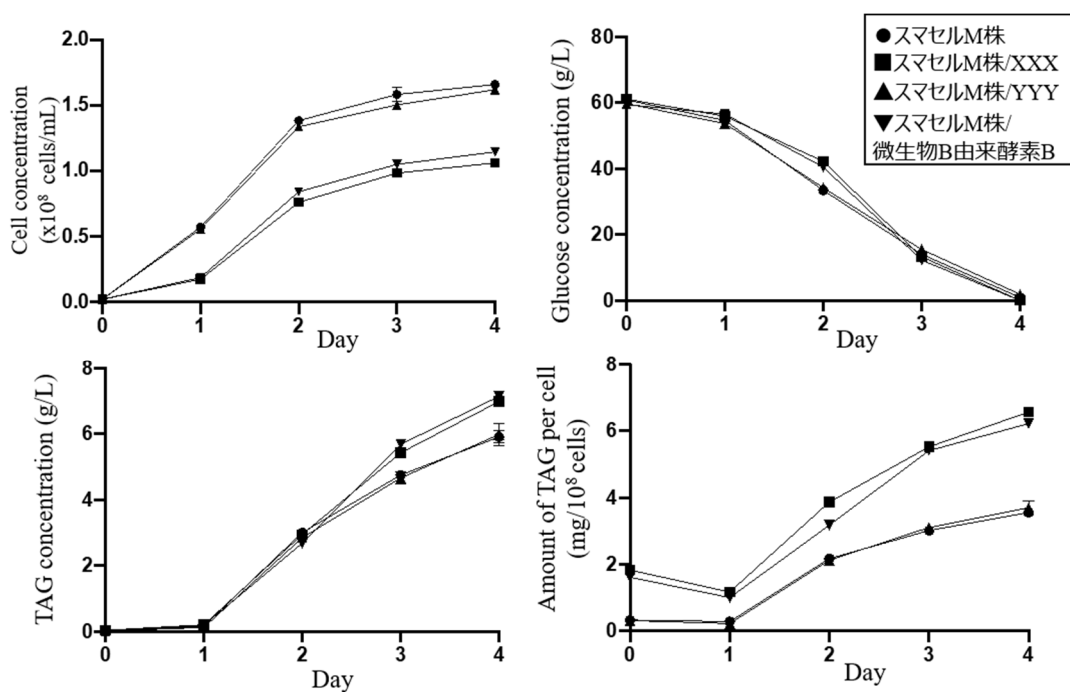 Cell concentration
(x10⁸ cells/mL)
2.0
1.5
1.0
0.5
0.0
0 1 2 3 4
Day
Glucose concentration (g/L)
80
60
40
20
0
0 1 2 3 4
Day
●スマセルM株
■スマセルM株/XXX
▲スマセルM株/YYY
▼スマセルM株/
微生物B由来酵素B
TAG concentration (g/L)
8
6
4
2
0
0 1 2 3 4
Day
Amount of TAG per cell
(mg/10⁸ cells)
8
6
4
2
0
0 1 2 3 4
Day